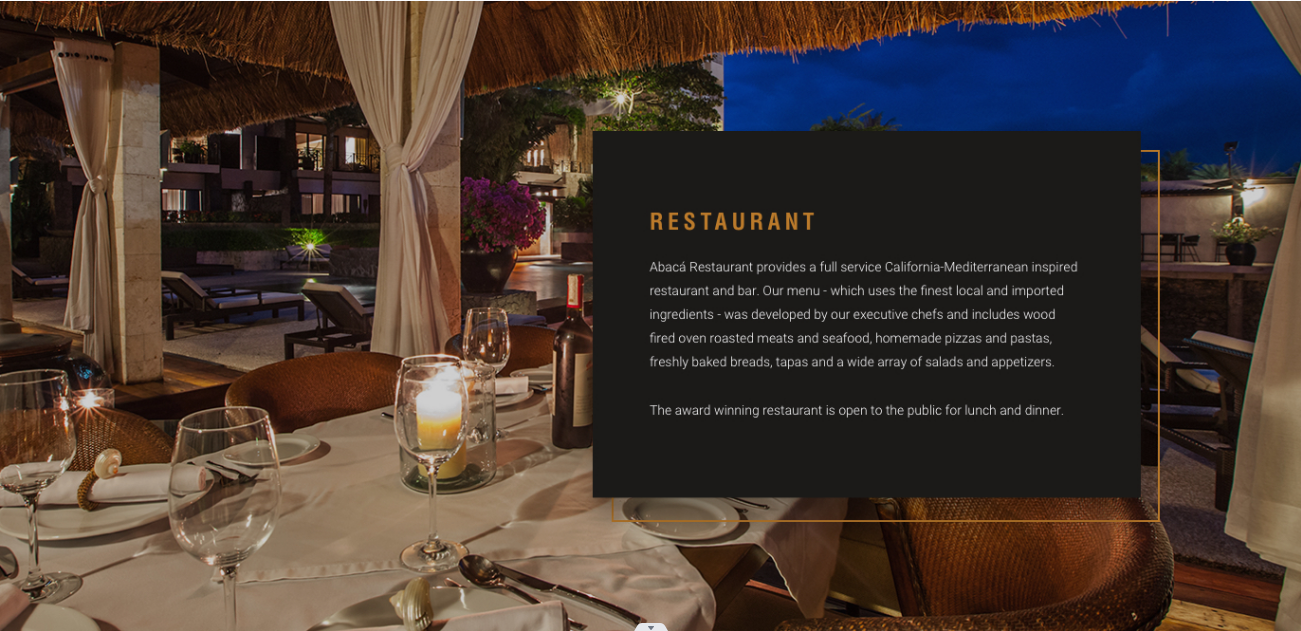 RESTAURANT
Abacá Restaurant provides a full service California-Mediterranean inspired
restaurant and bar. Our menu - which uses the finest local and imported
ingredients - was developed by our executive chefs and includes wood
fired oven roasted meats and seafood, homemade pizzas and pastas,
freshly baked breads, tapas and a wide array of salads and appetizers.
The award winning restaurant is open to the public for lunch and dinner.